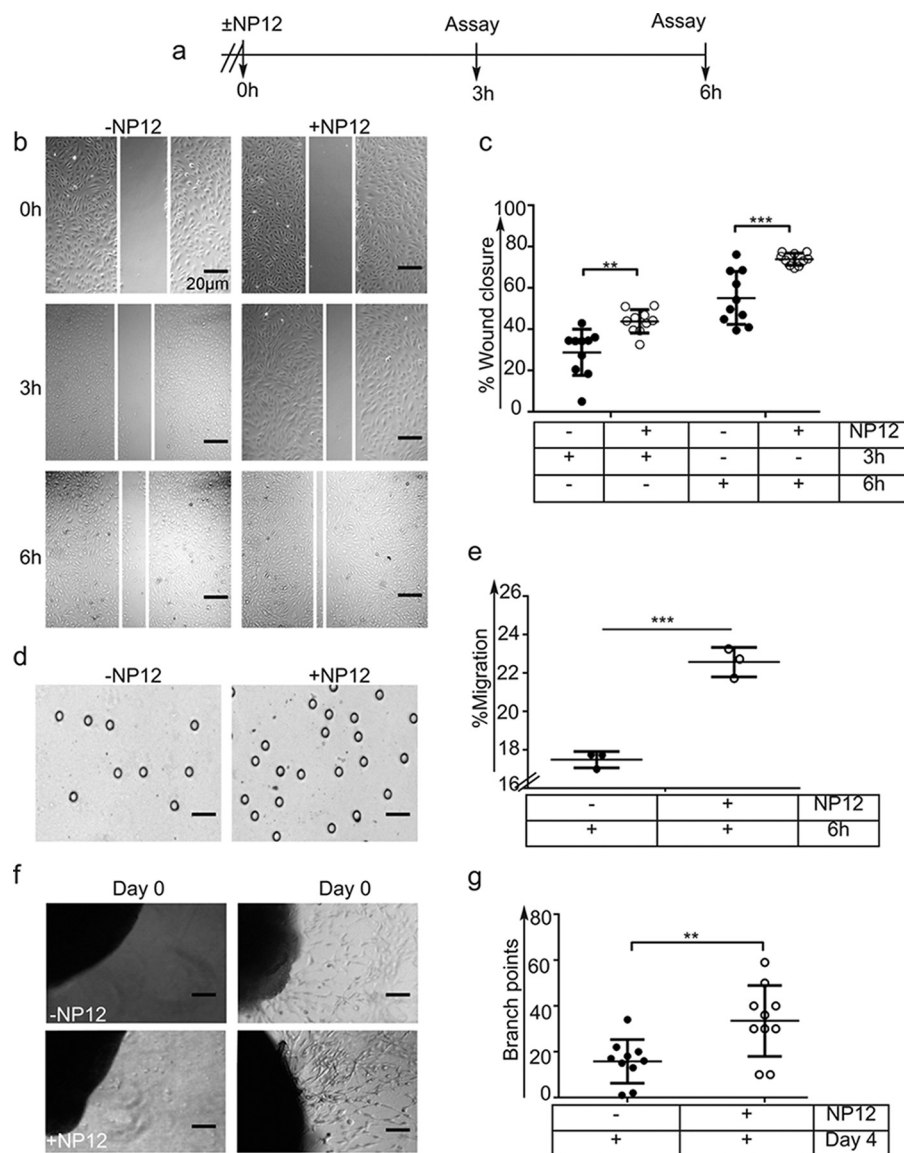 a
±NP12
Assay
Assay
0h
3h
6h
b
-NP12
+NP12
0h
20µm
3h
6h
c
% Wound closure
100
80
60
40
20
0
**
***
- + - + NP12
+ + - - 3h
- - + + 6h
d
-NP12
+NP12
e
%Migration
26
24
22
20
18
16
***
- + NP12
+ + 6h
f
Day 0
Day 0
-NP12
+NP12
g
Branch points
80
60
40
20
0
**
- + NP12
+ + Day 4